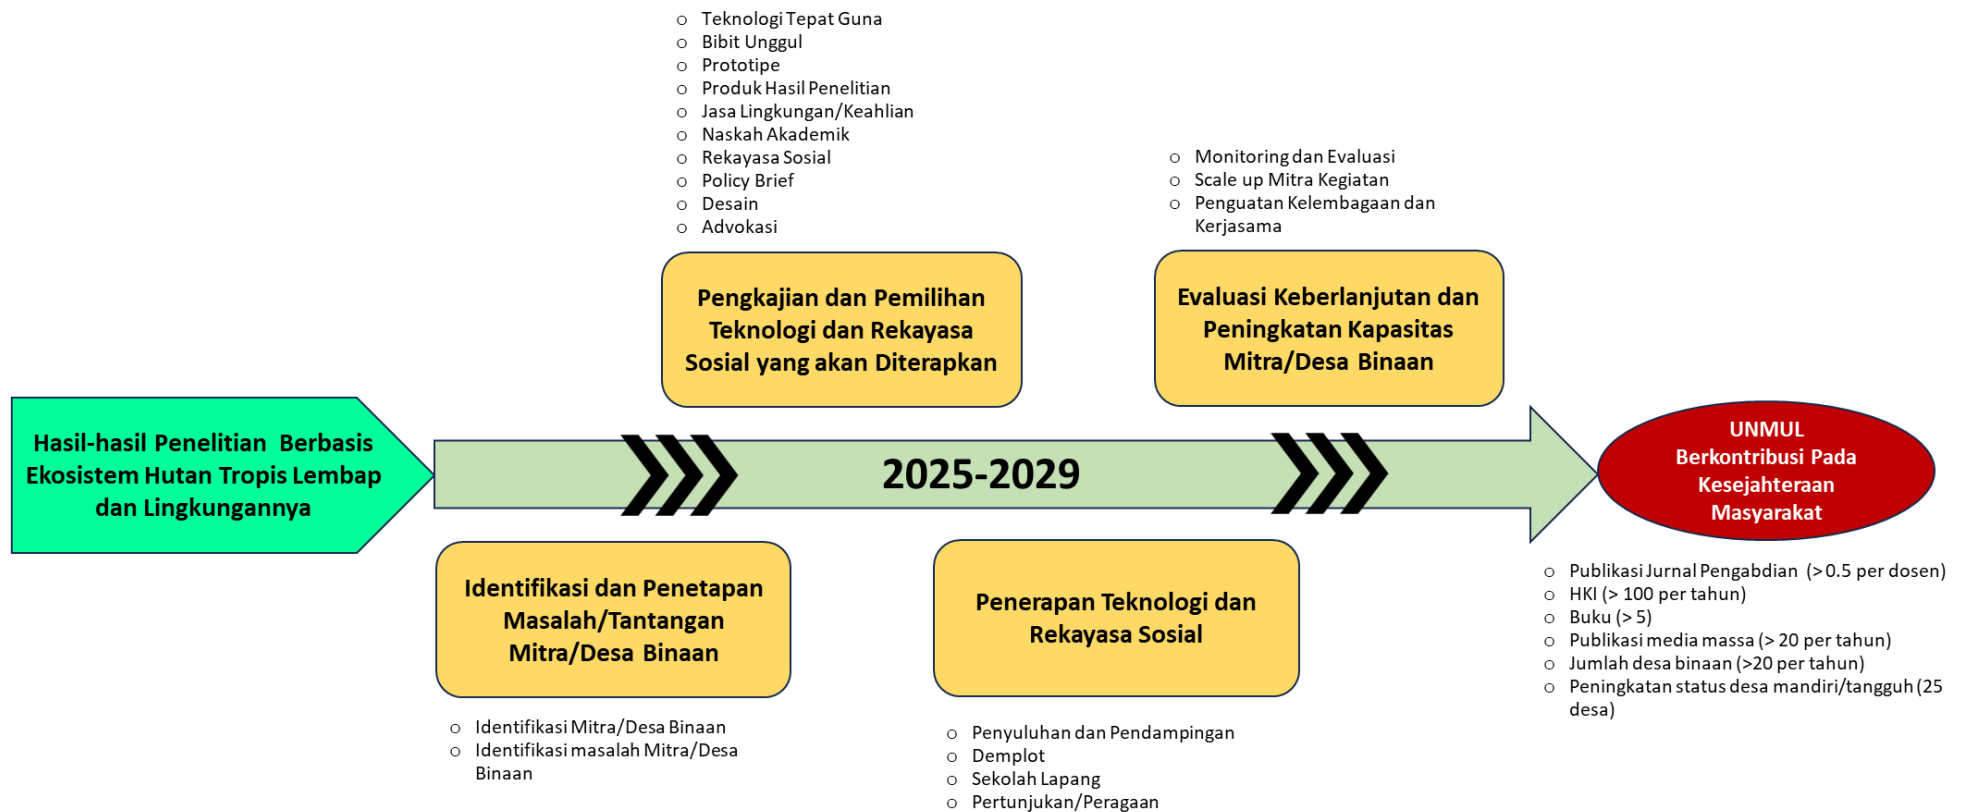 o Teknologi Tepat Guna
o Bibit Unggul
o Prototipe
o Produk Hasil Penelitian
o Jasa Lingkungan/Keahlian
o Naskah Akademik
o Rekayasa Sosial
o Policy Brief
o Desain
o Advokasi
o Monitoring dan Evaluasi
o Scale up Mitra Kegiatan
o Penguatan Kelembagaan dan
Kerjasama
Pengkajian dan Pemilihan
Teknologi dan Rekayasa
Sosial yang akan Diterapkan
Evaluasi Keberlanjutan dan
Peningkatan Kapasitas
Mitra/Desa Binaan
Hasil-hasil Penelitian Berbasis
Ekosistem Hutan Tropis Lembap
dan Lingkungannya
2025-2029
UNMUL
Berkontribusi Pada
Kesejahteraan
Masyarakat
Identifikasi dan Penetapan
Masalah/Tantangan
Mitra/Desa Binaan
Penerapan Teknologi dan
Rekayasa Sosial
o Publikasi Jurnal Pengabdian (> 0.5 per dosen)
o HKI (> 100 per tahun)
o Buku (> 5)
o Publikasi media massa (> 20 per tahun)
o Jumlah desa binaan (>20 per tahun)
o Peningkatan status desa mandiri/tangguh (25
desa)
o Identifikasi Mitra/Desa Binaan
o Identifikasi masalah Mitra/Desa
Binaan
o Penyuluhan dan Pendampingan
o Demplot
o Sekolah Lapang
o Pertunjukan/Peragaan